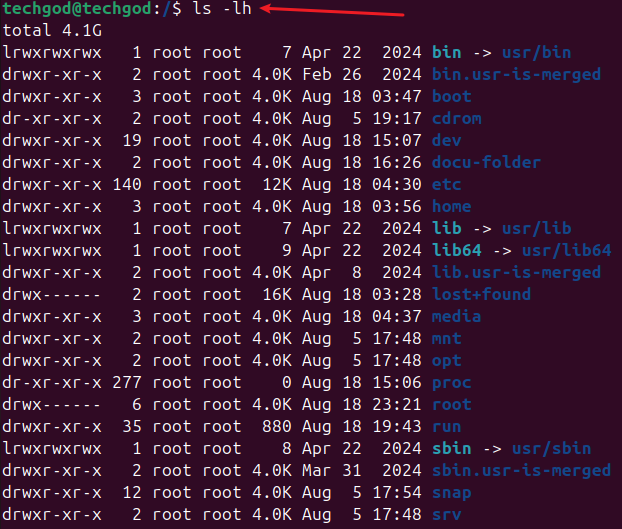 techgod@techgod:/$ ls -lh
total 4.1G
lrwxrwxrwx   1 root root    7 Apr 22  2024 bin -> usr/bin
drwxr-xr-x   2 root root 4.0K Feb 26  2024 bin.usr-is-merged
drwxr-xr-x   3 root root 4.0K Aug 18 03:47 boot
dr-xr-xr-x   2 root root 4.0K Aug  5 19:17 cdrom
drwxr-xr-x  19 root root 4.0K Aug 18 15:07 dev
drwxr-xr-x   2 root root 4.0K Aug 18 16:26 docu-folder
drwxr-xr-x 140 root root  12K Aug 18 04:30 etc
drwxr-xr-x   3 root root 4.0K Aug 18 03:56 home
lrwxrwxrwx   1 root root    7 Apr 22  2024 lib -> usr/lib
lrwxrwxrwx   1 root root    9 Apr 22  2024 lib64 -> usr/lib64
drwxr-xr-x   2 root root 4.0K Apr  8  2024 lib.usr-is-merged
drwx------   2 root root  16K Aug 18 03:28 lost+found
drwxr-xr-x   3 root root 4.0K Aug 18 04:37 media
drwxr-xr-x   2 root root 4.0K Aug  5 17:48 mnt
drwxr-xr-x   2 root root 4.0K Aug  5 17:48 opt
dr-xr-xr-x 277 root root    0 Aug 18 15:06 proc
drwx------   6 root root 4.0K Aug 18 23:21 root
drwxr-xr-x  35 root root  880 Aug 18 19:43 run
lrwxrwxrwx   1 root root    8 Apr 22  2024 sbin -> usr/sbin
drwxr-xr-x   2 root root 4.0K Mar 31  2024 sbin.usr-is-merged
drwxr-xr-x  12 root root 4.0K Aug  5 17:54 snap
drwxr-xr-x   2 root root 4.0K Aug  5 17:48 srv